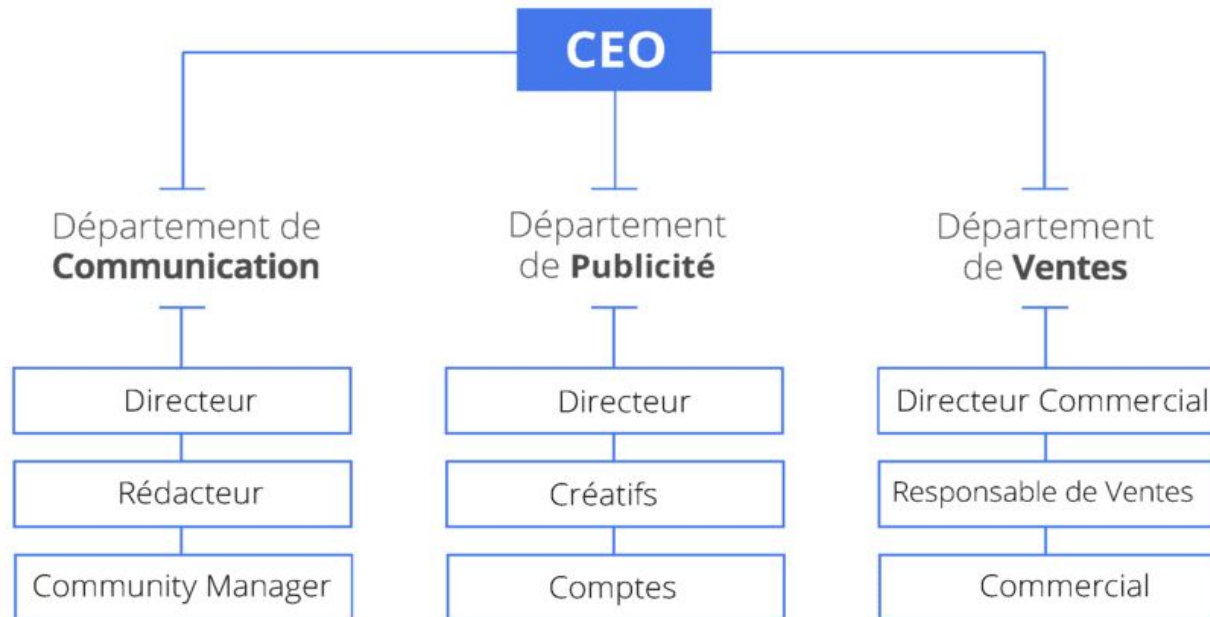 CEO
Département de
Communication
Directeur
Rédacteur
Community Manager
Département
de Publicité
Directeur
Créatifs
Comptes
Département
de Ventes
Directeur Commercial
Responsable de Ventes
Commercial